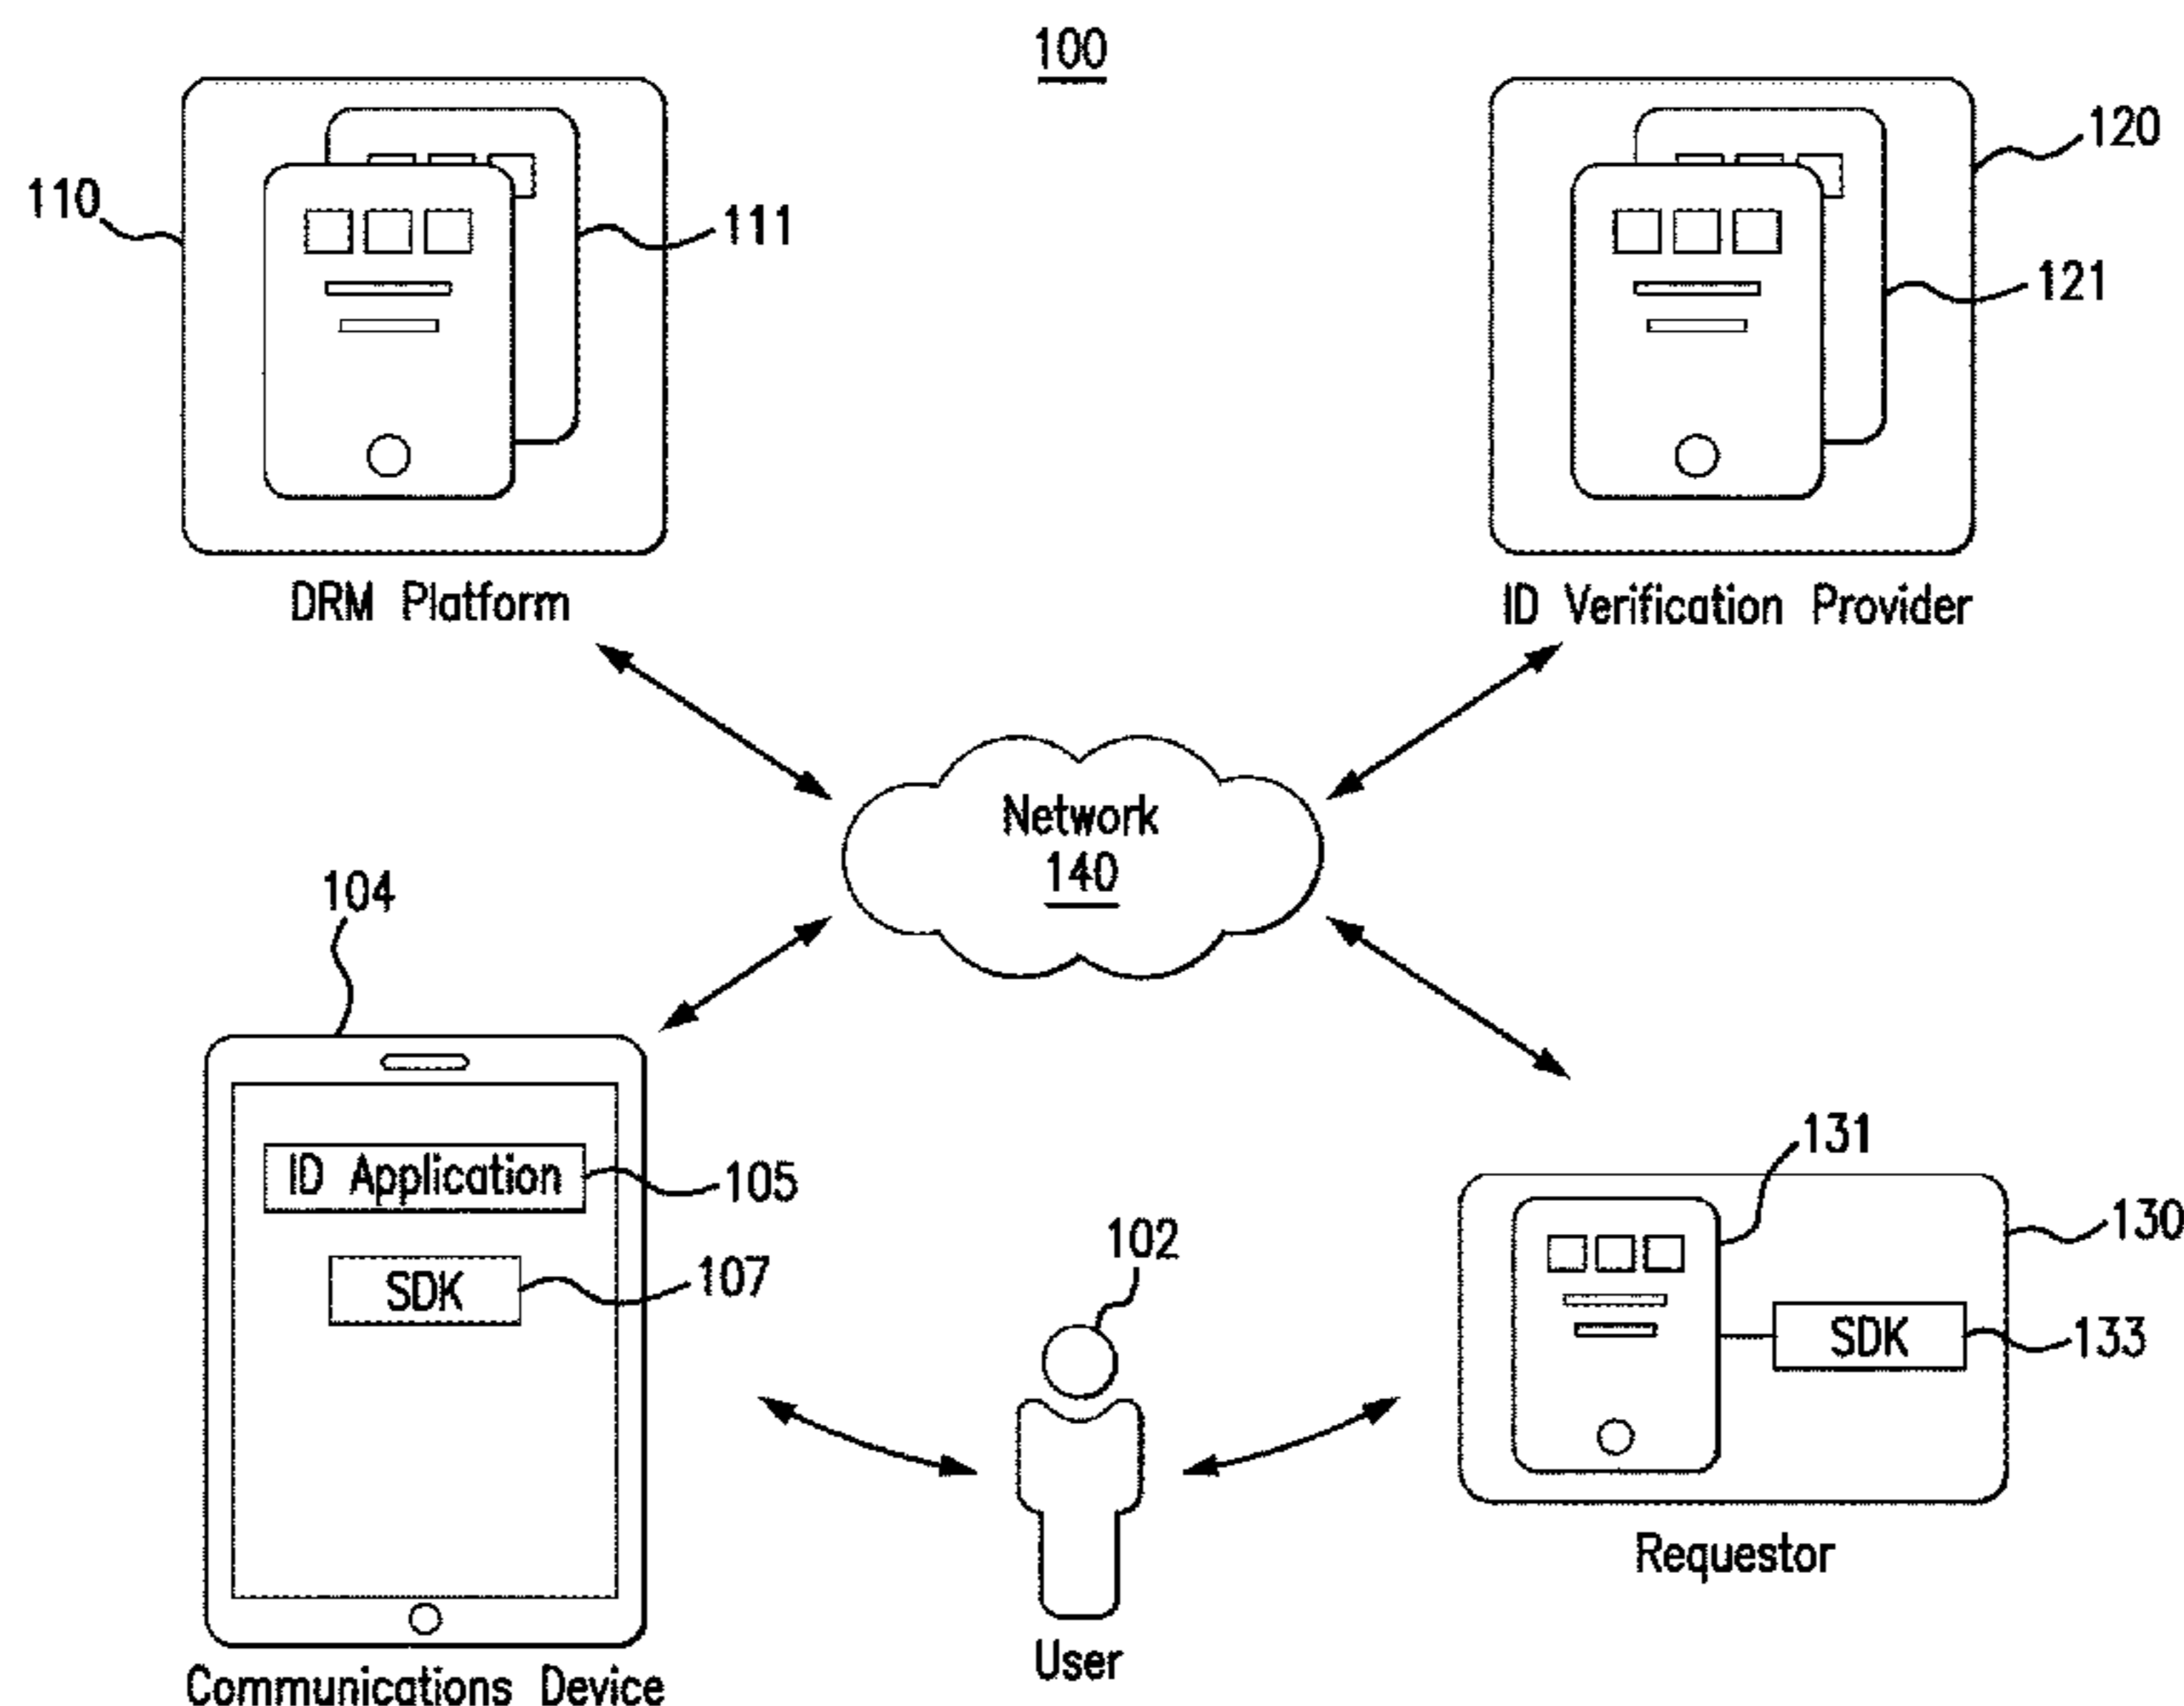 100
110
111
120
121
DRM Platform
ID Verification Provider
Network
140
104
ID Application
105
SDK
107
102
131
130
SDK
133
Requestor
User
Communications Device